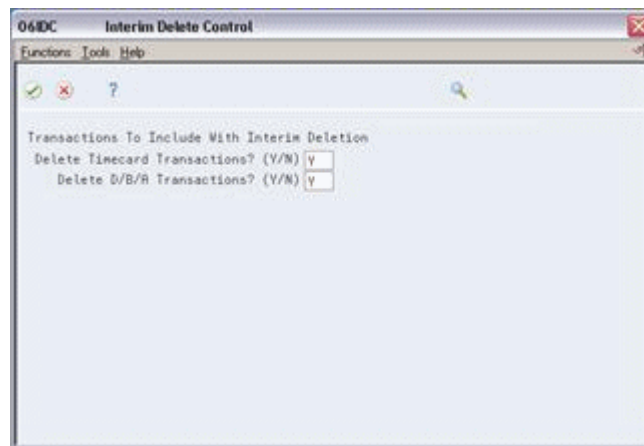 06IDC Interim Delete Control
Functions Tools Help
?
Transactions To Include With Interim Deletion
Delete Timecard Transactions? (Y/N) Y
Delete D/B/A Transactions? (Y/N) Y